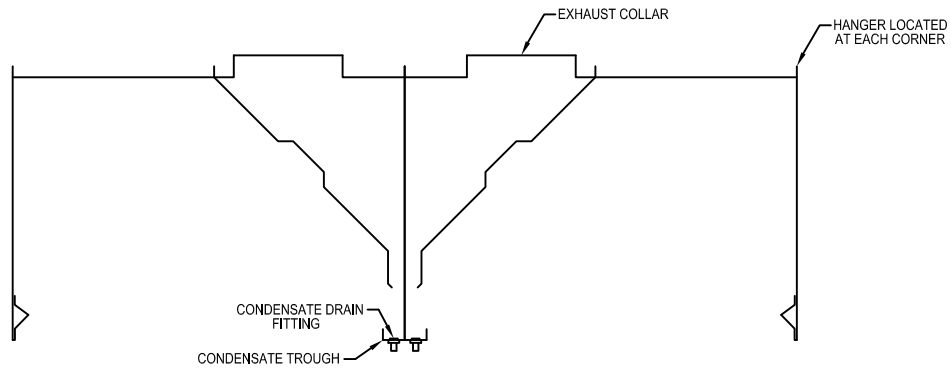 EXHAUST COLLAR
HANGER LOCATED
AT EACH CORNER
CONDENSATE DRAIN
FITTING
CONDENSATE TROUGH